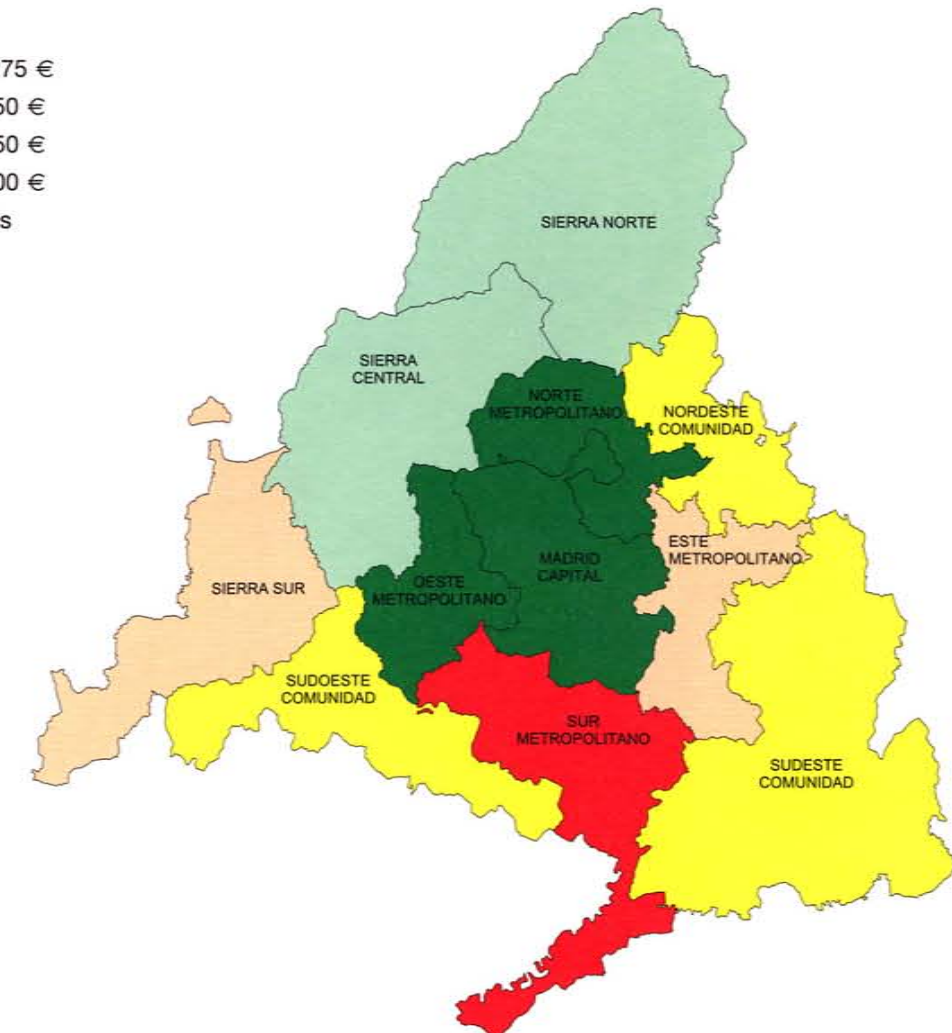 75 €
50 €
50 €
00 €
s
SIERRA NORTE
SIERRA
CENTRAL
NORTE
METROPOLITANO
NORDESTE
COMUNIDAD
ESTE
METROPOLITANO
MADRID
CAPITAL
OESTE
METROPOLITANO
SIERRA SUR
SUDOESTE
COMUNIDAD
SUR
METROPOLITANO
SUDESTE
COMUNIDAD